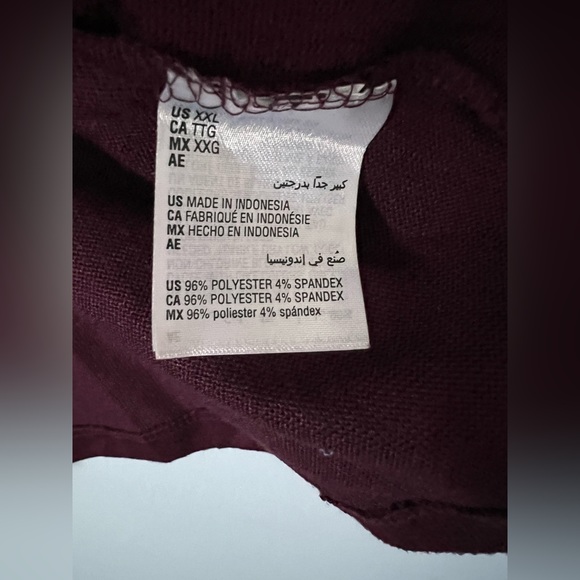 US XXL
CA TTG
MX XXG
AE
كبير جدًا بدرجتين
US MADE IN INDONESIA
CA FABRIQUÉ EN INDONÉSIE
MX HECHO EN INDONESIA
AE
صُنع في إندونيسيا
US 96% POLYESTER 4% SPANDEX
CA 96% POLYESTER 4% SPANDEX
MX 96% poliester 4% spándex